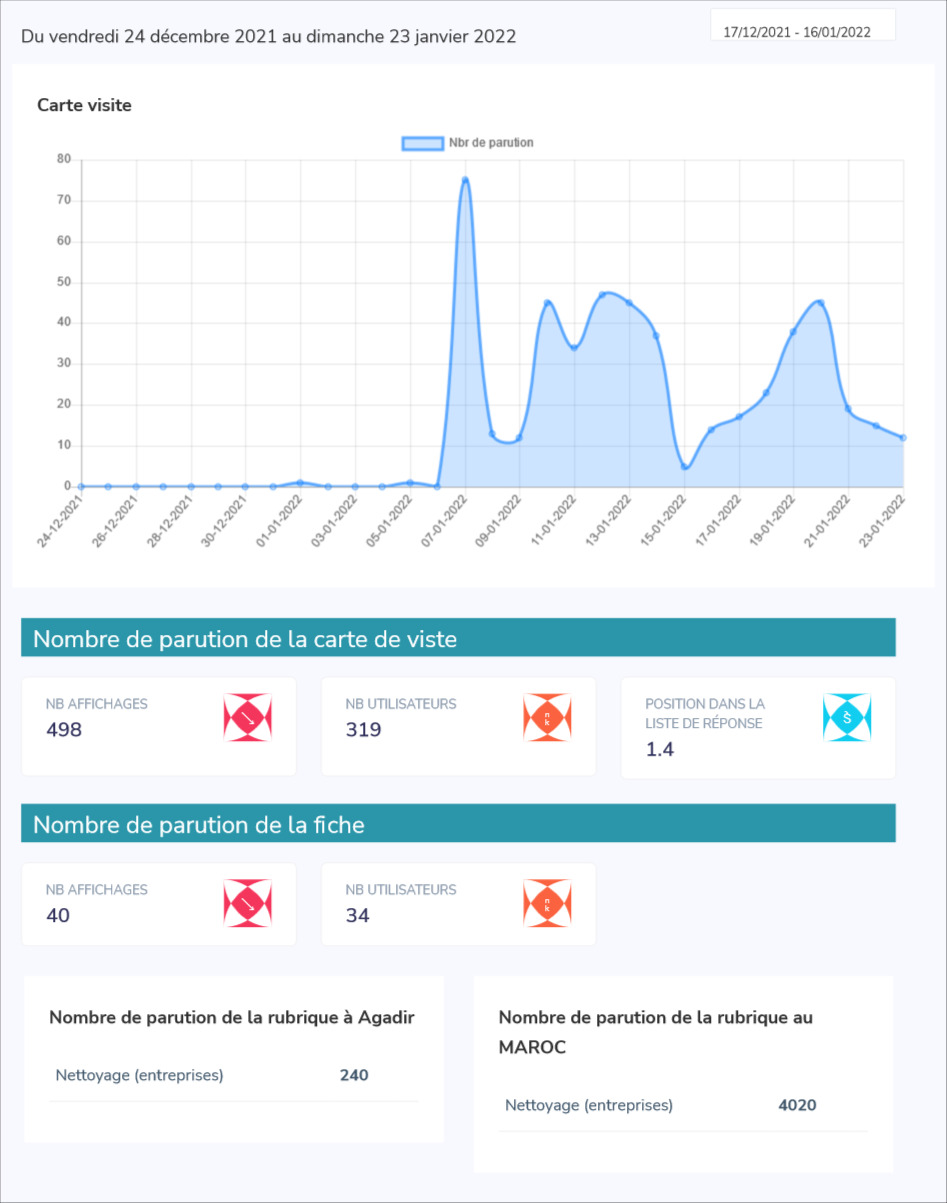 Du vendredi 24 décembre 2021 au dimanche 23 janvier 2022
17/12/2021 - 16/01/2022
Carte visite
Nbr de parution
80
70
60
50
40
30
20
10
0
24-12-2021
26-12-2021
28-12-2021
30-12-2021
01-01-2022
03-01-2022
05-01-2022
07-01-2022
09-01-2022
11-01-2022
13-01-2022
15-01-2022
17-01-2022
19-01-2022
21-01-2022
23-01-2022
Nombre de parution de la carte de viste
NB AFFICHAGES
498
NB UTILISATEURS
319
POSITION DANS LA
LISTE DE RÉPONSE
1.4
Nombre de parution de la fiche
NB AFFICHAGES
40
NB UTILISATEURS
34
Nombre de parution de la rubrique à Agadir
Nettoyage (entreprises) 240
Nombre de parution de la rubrique au
MAROC
Nettoyage (entreprises) 4020